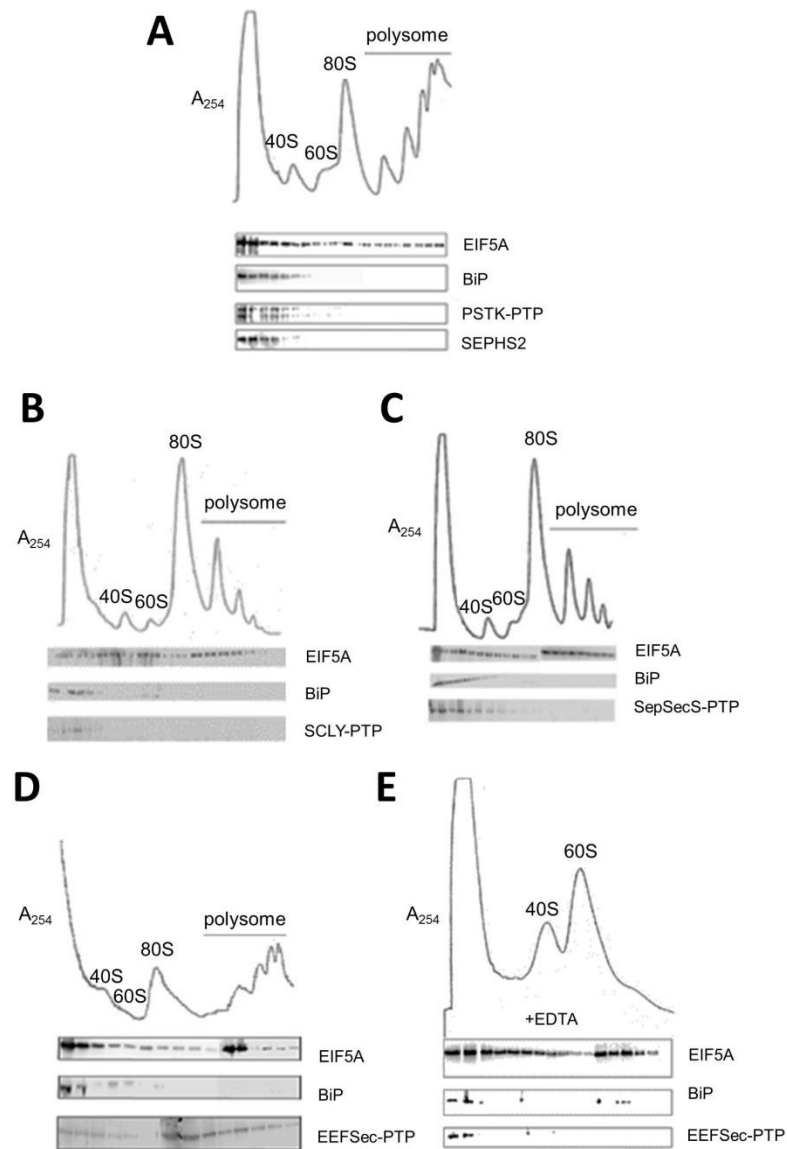 A
polysome
80S
A254
40S
60S
EIF5A
BiP
PSTK-PTP
SEPHS2
B
80S
polysome
A254
40S
60S
EIF5A
BiP
SCLY-PTP
C
80S
polysome
A254
40S
60S
EIF5A
BiP
SepSecS-PTP
D
A254
polysome
80S
40S
60S
EIF5A
BiP
EEFSec-PTP
E
60S
40S
A254
+EDTA
EIF5A
BiP
EEFSec-PTP